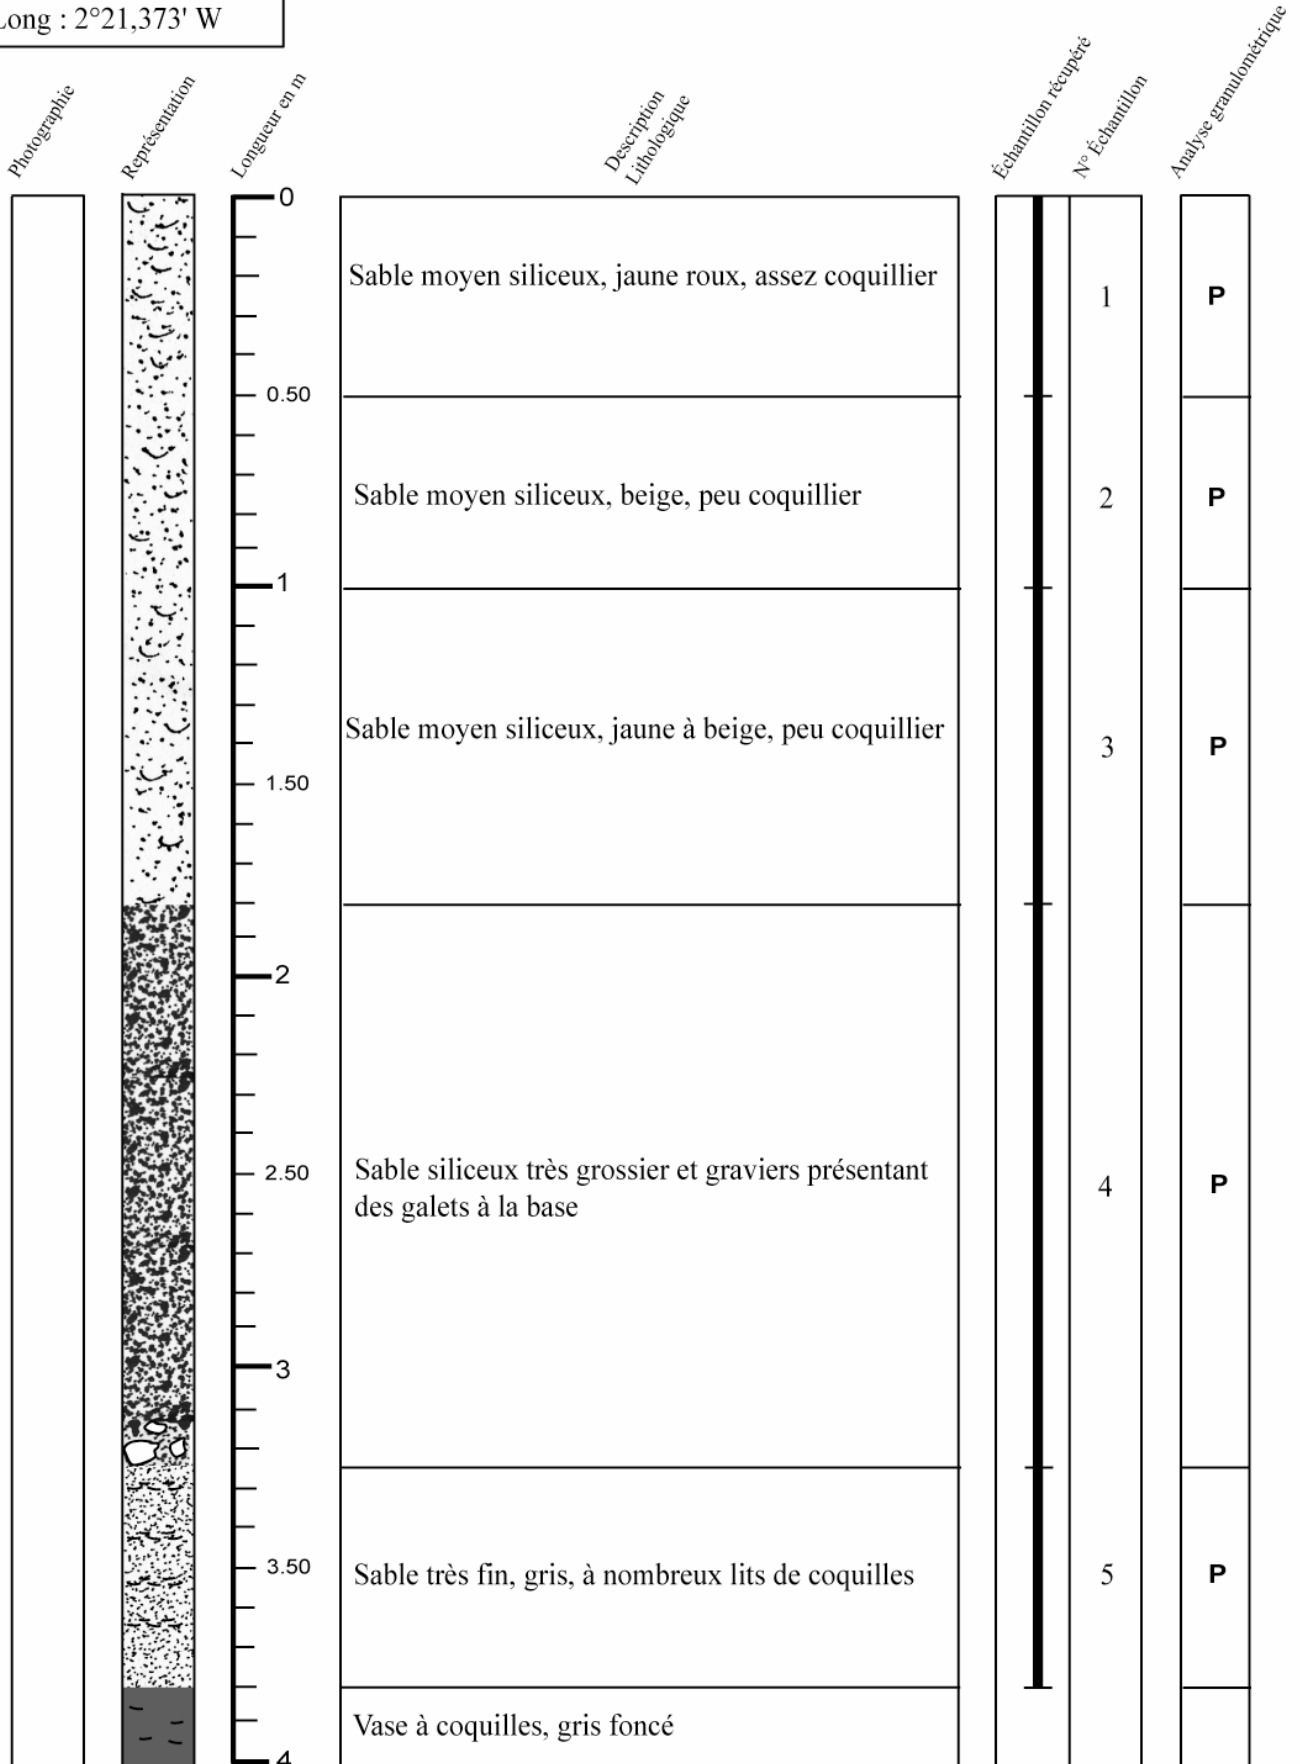 Long : 2°21,373' W
Photographie
Représentation
Longueur en m
Description
Lithologique
Échantillon récupéré
N° Échantillon
Analyse granulométrique
0
Sable moyen siliceux, jaune roux, assez coquillier
1
P
0.50
Sable moyen siliceux, beige, peu coquillier
2
P
1
Sable moyen siliceux, jaune à beige, peu coquillier
3
P
1.50
2
2.50
Sable siliceux très grossier et graviers présentant
des galets à la base
4
P
3
3.50
Sable très fin, gris, à nombreux lits de coquilles
5
P
Vase à coquilles, gris foncé
4